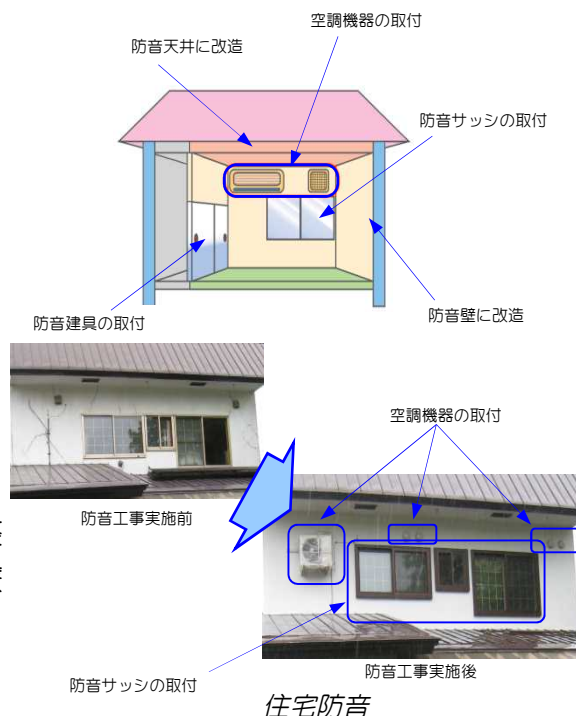 空調機器の取付
防音天井に改造
防音サッシの取付
防音建具の取付
防音壁に改造
空調機器の取付
防音工事実施前
防音工事実施後
防音サッシの取付
住宅防音